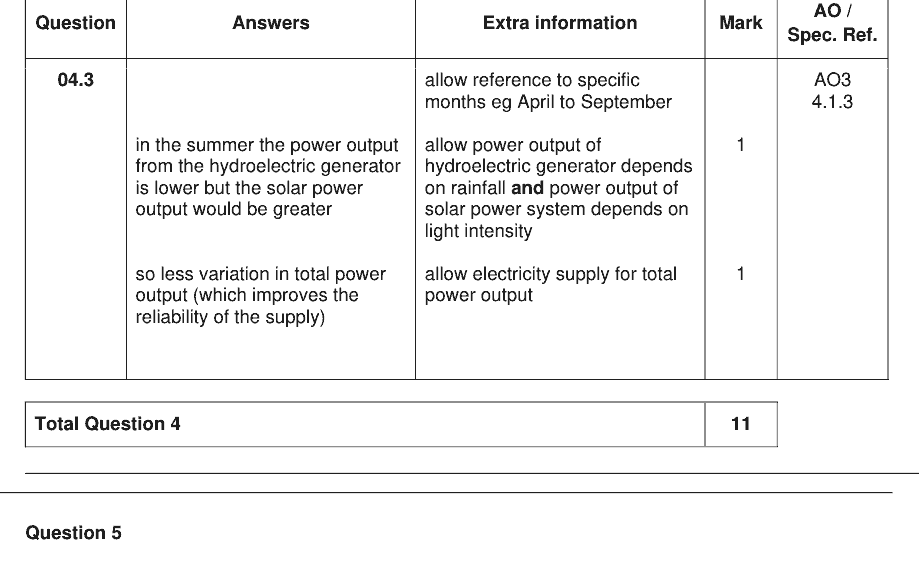 Question Answers Extra information Mark AO / Spec. Ref.
04.3 allow reference to specific AO3
months eg April to September 4.1.3
in the summer the power output allow power output of 1
from the hydroelectric generator hydroelectric generator depends
is lower but the solar power on rainfall and power output of
output would be greater solar power system depends on
light intensity
so less variation in total power allow electricity supply for total 1
output (which improves the power output
reliability of the supply)
Total Question 4 11
Question 5